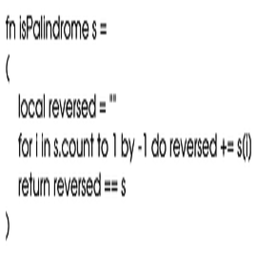 fn isPalindrome s =
(
local reversed = ""
for i in s.count to 1 by -1 do reversed += s(i)
return reversed == s
)